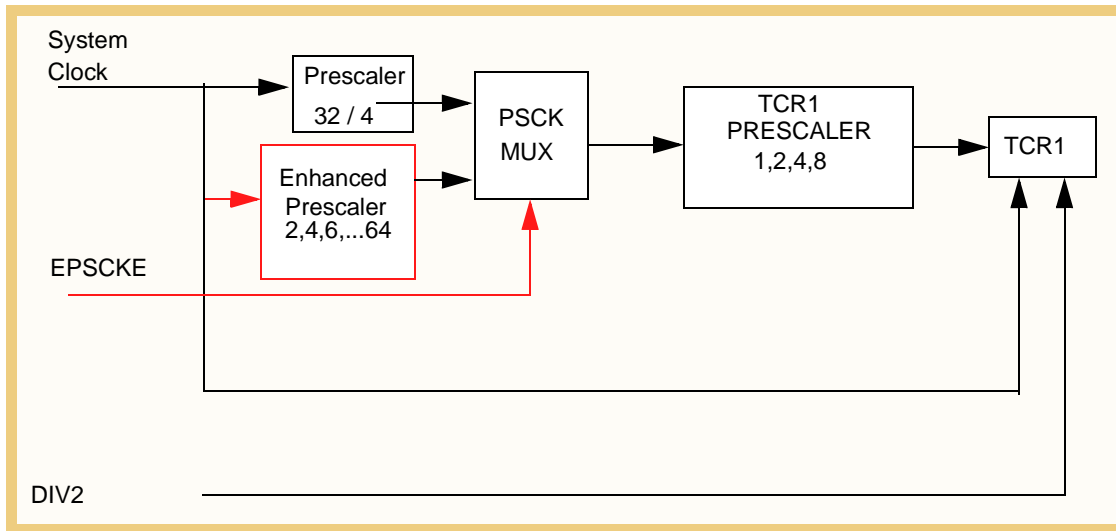 System
Clock
Prescaler
32 / 4
PSCK
MUX
TCR1
PRESCALER
1,2,4,8
TCR1
Enhanced
Prescaler
2,4,6,...64
EPSCKE
DIV2